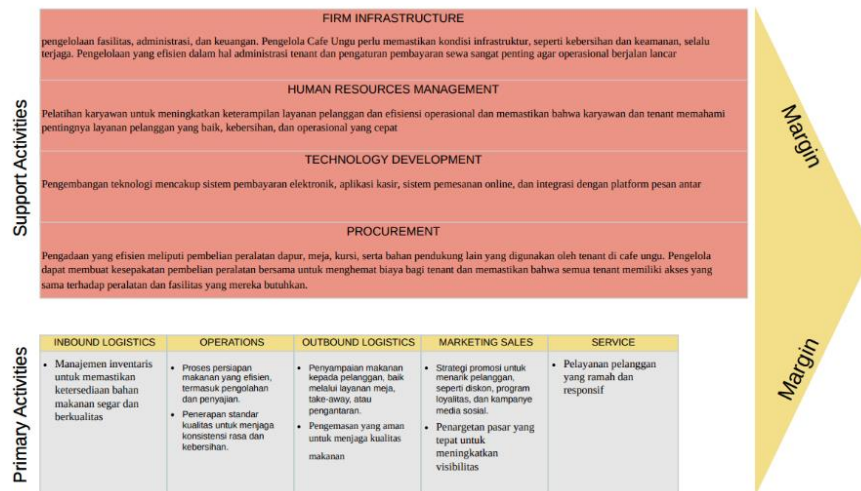 Support Activities
FIRM INFRASTRUCTURE
pengelolaan fasilitas, administrasi, dan keuangan. Pengelola Cafe Ungu perlu memastikan kondisi infrastruktur, seperti kebersihan dan keamanan, selalu
terjaga. Pengelolaan yang efisien dalam hal administrasi tenant dan pengaturan pembayaran sewa sangat penting agar operasional berjalan lancar
HUMAN RESOURCES MANAGEMENT
Pelatihan karyawan untuk meningkatkan keterampilan layanan pelanggan dan efisiensi operasional dan memastikan bahwa karyawan dan tenant memahami
pentingnya layanan pelanggan yang baik, kebersihan, dan operasional yang cepat
TECHNOLOGY DEVELOPMENT
Pengembangan teknologi mencakup sistem pembayaran elektronik, aplikasi kasir, sistem pemesanan online, dan integrasi dengan platform pesan antar
PROCUREMENT
Pengadaan yang efisien meliputi pembelian peralatan dapur, meja, kursi, serta bahan pendukung lain yang digunakan oleh tenant di cafe ungu. Pengelola
dapat membuat kesepakatan pembelian peralatan bersama untuk menghemat biaya bagi tenant dan memastikan bahwa semua tenant memiliki akses yang
sama terhadap peralatan dan fasilitas yang mereka butuhkan.
Margin
Primary Activities
INBOUND LOGISTICS
• Manajemen inventaris
untuk memastikan
ketersediaan bahan
makanan segar dan
berkualitas
OPERATIONS
• Proses persiapan
makanan yang efisien,
termasuk pengolahan
dan penyajian.
• Penerapan standar
kualitas untuk menjaga
konsistensi rasa dan
kebersihan.
OUTBOUND LOGISTICS
• Penyampaian makanan
kepada pelanggan, baik
melalui layanan meja,
take-away, atau
pengantaran.
• Pengemasan yang aman
untuk menjaga kualitas
makanan
MARKETING SALES
• Strategi promosi untuk
menarik pelanggan,
seperti diskon, program
loyalitas, dan kampanye
media sosial.
• Penargetan pasar yang
tepat untuk
meningkatkan
visibilitas
SERVICE
• Pelayanan pelanggan
yang ramah dan
responsif
Margin